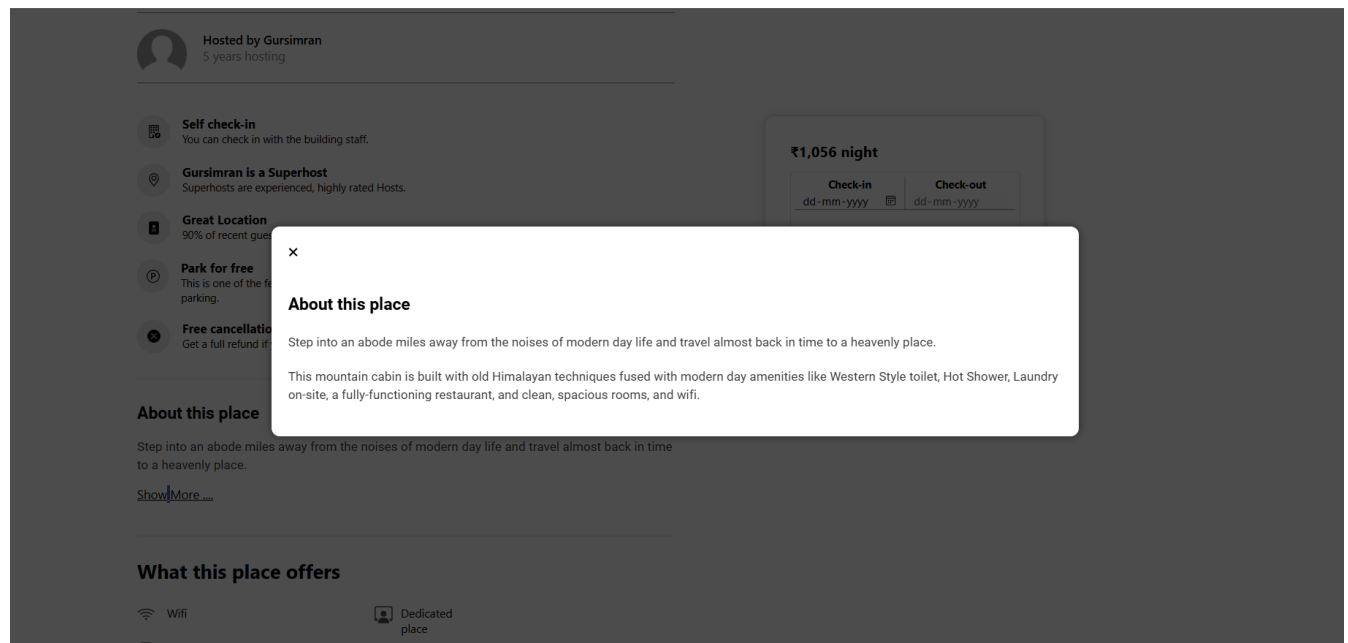 Hosted by Gursimran
5 years hosting
Self check-in
You can check in with the building staff.
Gursimran is a Superhost
Superhosts are experienced, highly rated Hosts.
Great Location
90% of recent gues
Park for free
This is one of the fe
parking.
Free cancellatio
Get a full refund if
₹1,056 night
Check-in Check-out
dd-mm-yyyy dd-mm-yyyy
×
About this place
Step into an abode miles away from the noises of modern day life and travel almost back in time to a heavenly place.
This mountain cabin is built with old Himalayan techniques fused with modern day amenities like Western Style toilet, Hot Shower, Laundry
on-site, a fully-functioning restaurant, and clean, spacious rooms, and wifi.
About this place
Step into an abode miles away from the noises of modern day life and travel almost back in time
to a heavenly place.
Show More ....
What this place offers
Wifi
Dedicated
place